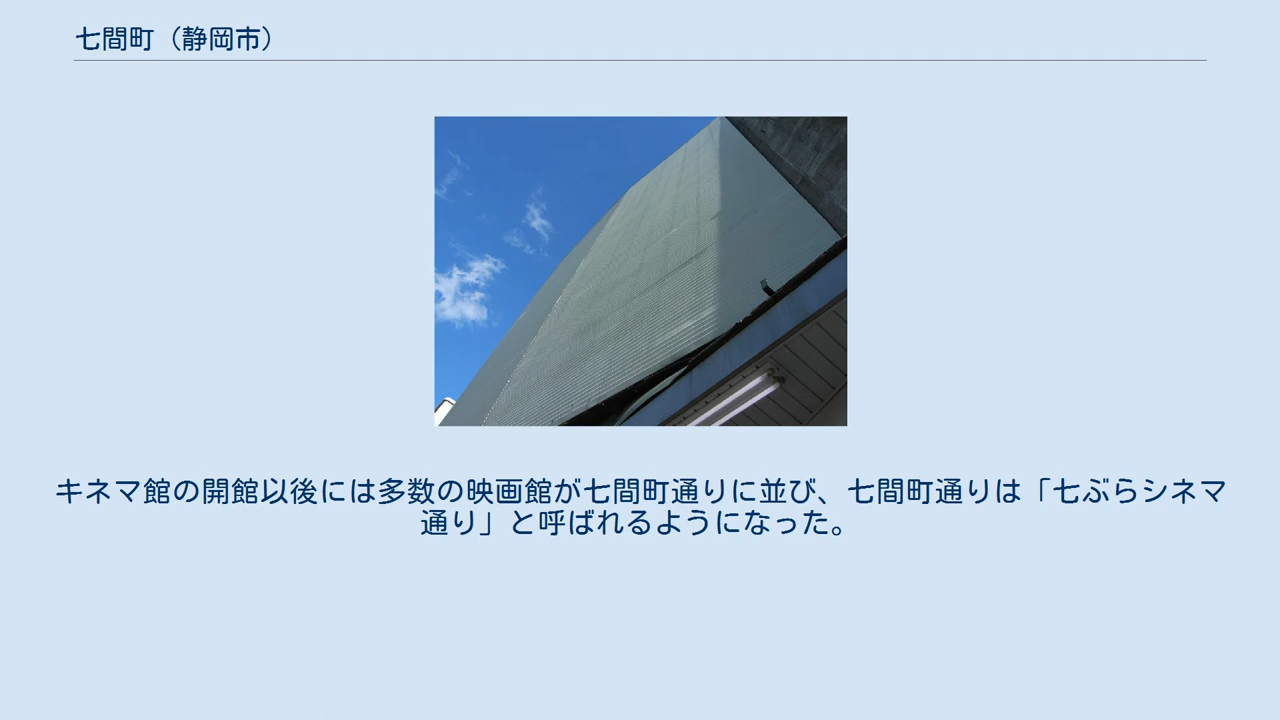 七間町（静岡市）
キネマ館の開館以後には多数の映画館が七間町通りに並び、七間町通りは「七ぶらシネマ
通り」と呼ばれるようになった。